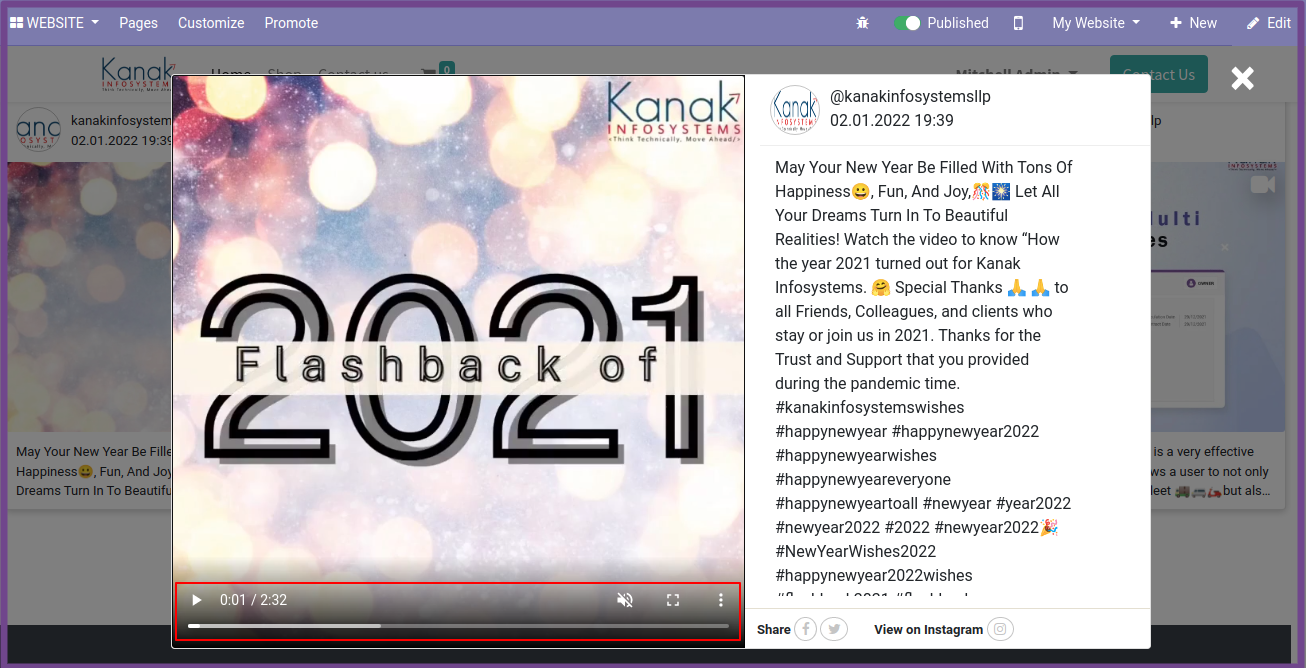 WEBSITE Pages Customize Promote Published My Website New Edit
Kanak
INFOSYSTEMS
Home Shop Contact us 0 Mitchell Admin Contact Us
kanakinfosystem
02.01.2022 19:39
May Your New Year Be Fille
Happiness😀, Fun, And Joy
Dreams Turn In To Beautifu
Kanak
INFOSYSTEMS
<Think Technically, Move Ahead/>
2021
Flashback of
0:01 / 2:32
Kanak
@kanakinfosystemsllp
02.01.2022 19:39
May Your New Year Be Filled With Tons Of
Happiness😀, Fun, And Joy,🎊🎆 Let All
Your Dreams Turn In To Beautiful
Realities! Watch the video to know “How
the year 2021 turned out for Kanak
Infosystems. 🤗 Special Thanks 🙏 🙏 to
all Friends, Colleagues, and clients who
stay or join us in 2021. Thanks for the
Trust and Support that you provided
during the pandemic time.
#kanakinfosystemswishes
#happynewyear #happynewyear2022
#happynewyearwishes
#happynewyeareveryone
#happynewyeartoall #newyear #year2022
#newyear2022 #2022 #newyear2022🎉
#NewYearWishes2022
#happynewyear2022wishes
Share View on Instagram
lp
ulti
es
OWNER
is a very effective
ws a user to not only
leet 🚒🚐🛵but als...